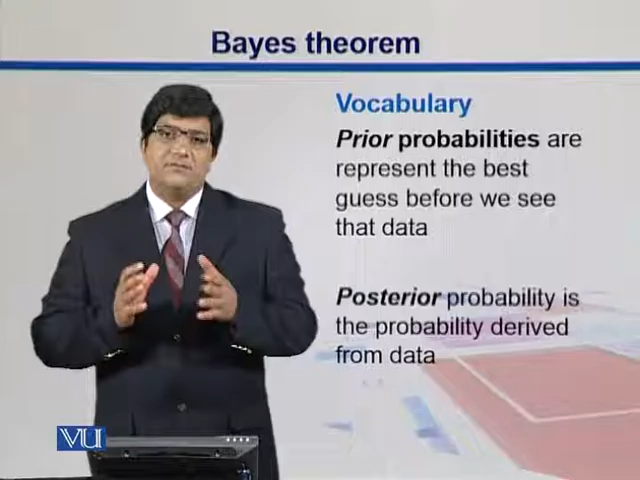 Bayes theorem
Vocabulary
Prior probabilities are
represent the best
guess before we see
that data
Posterior probability is
the probability derived
from data
VU